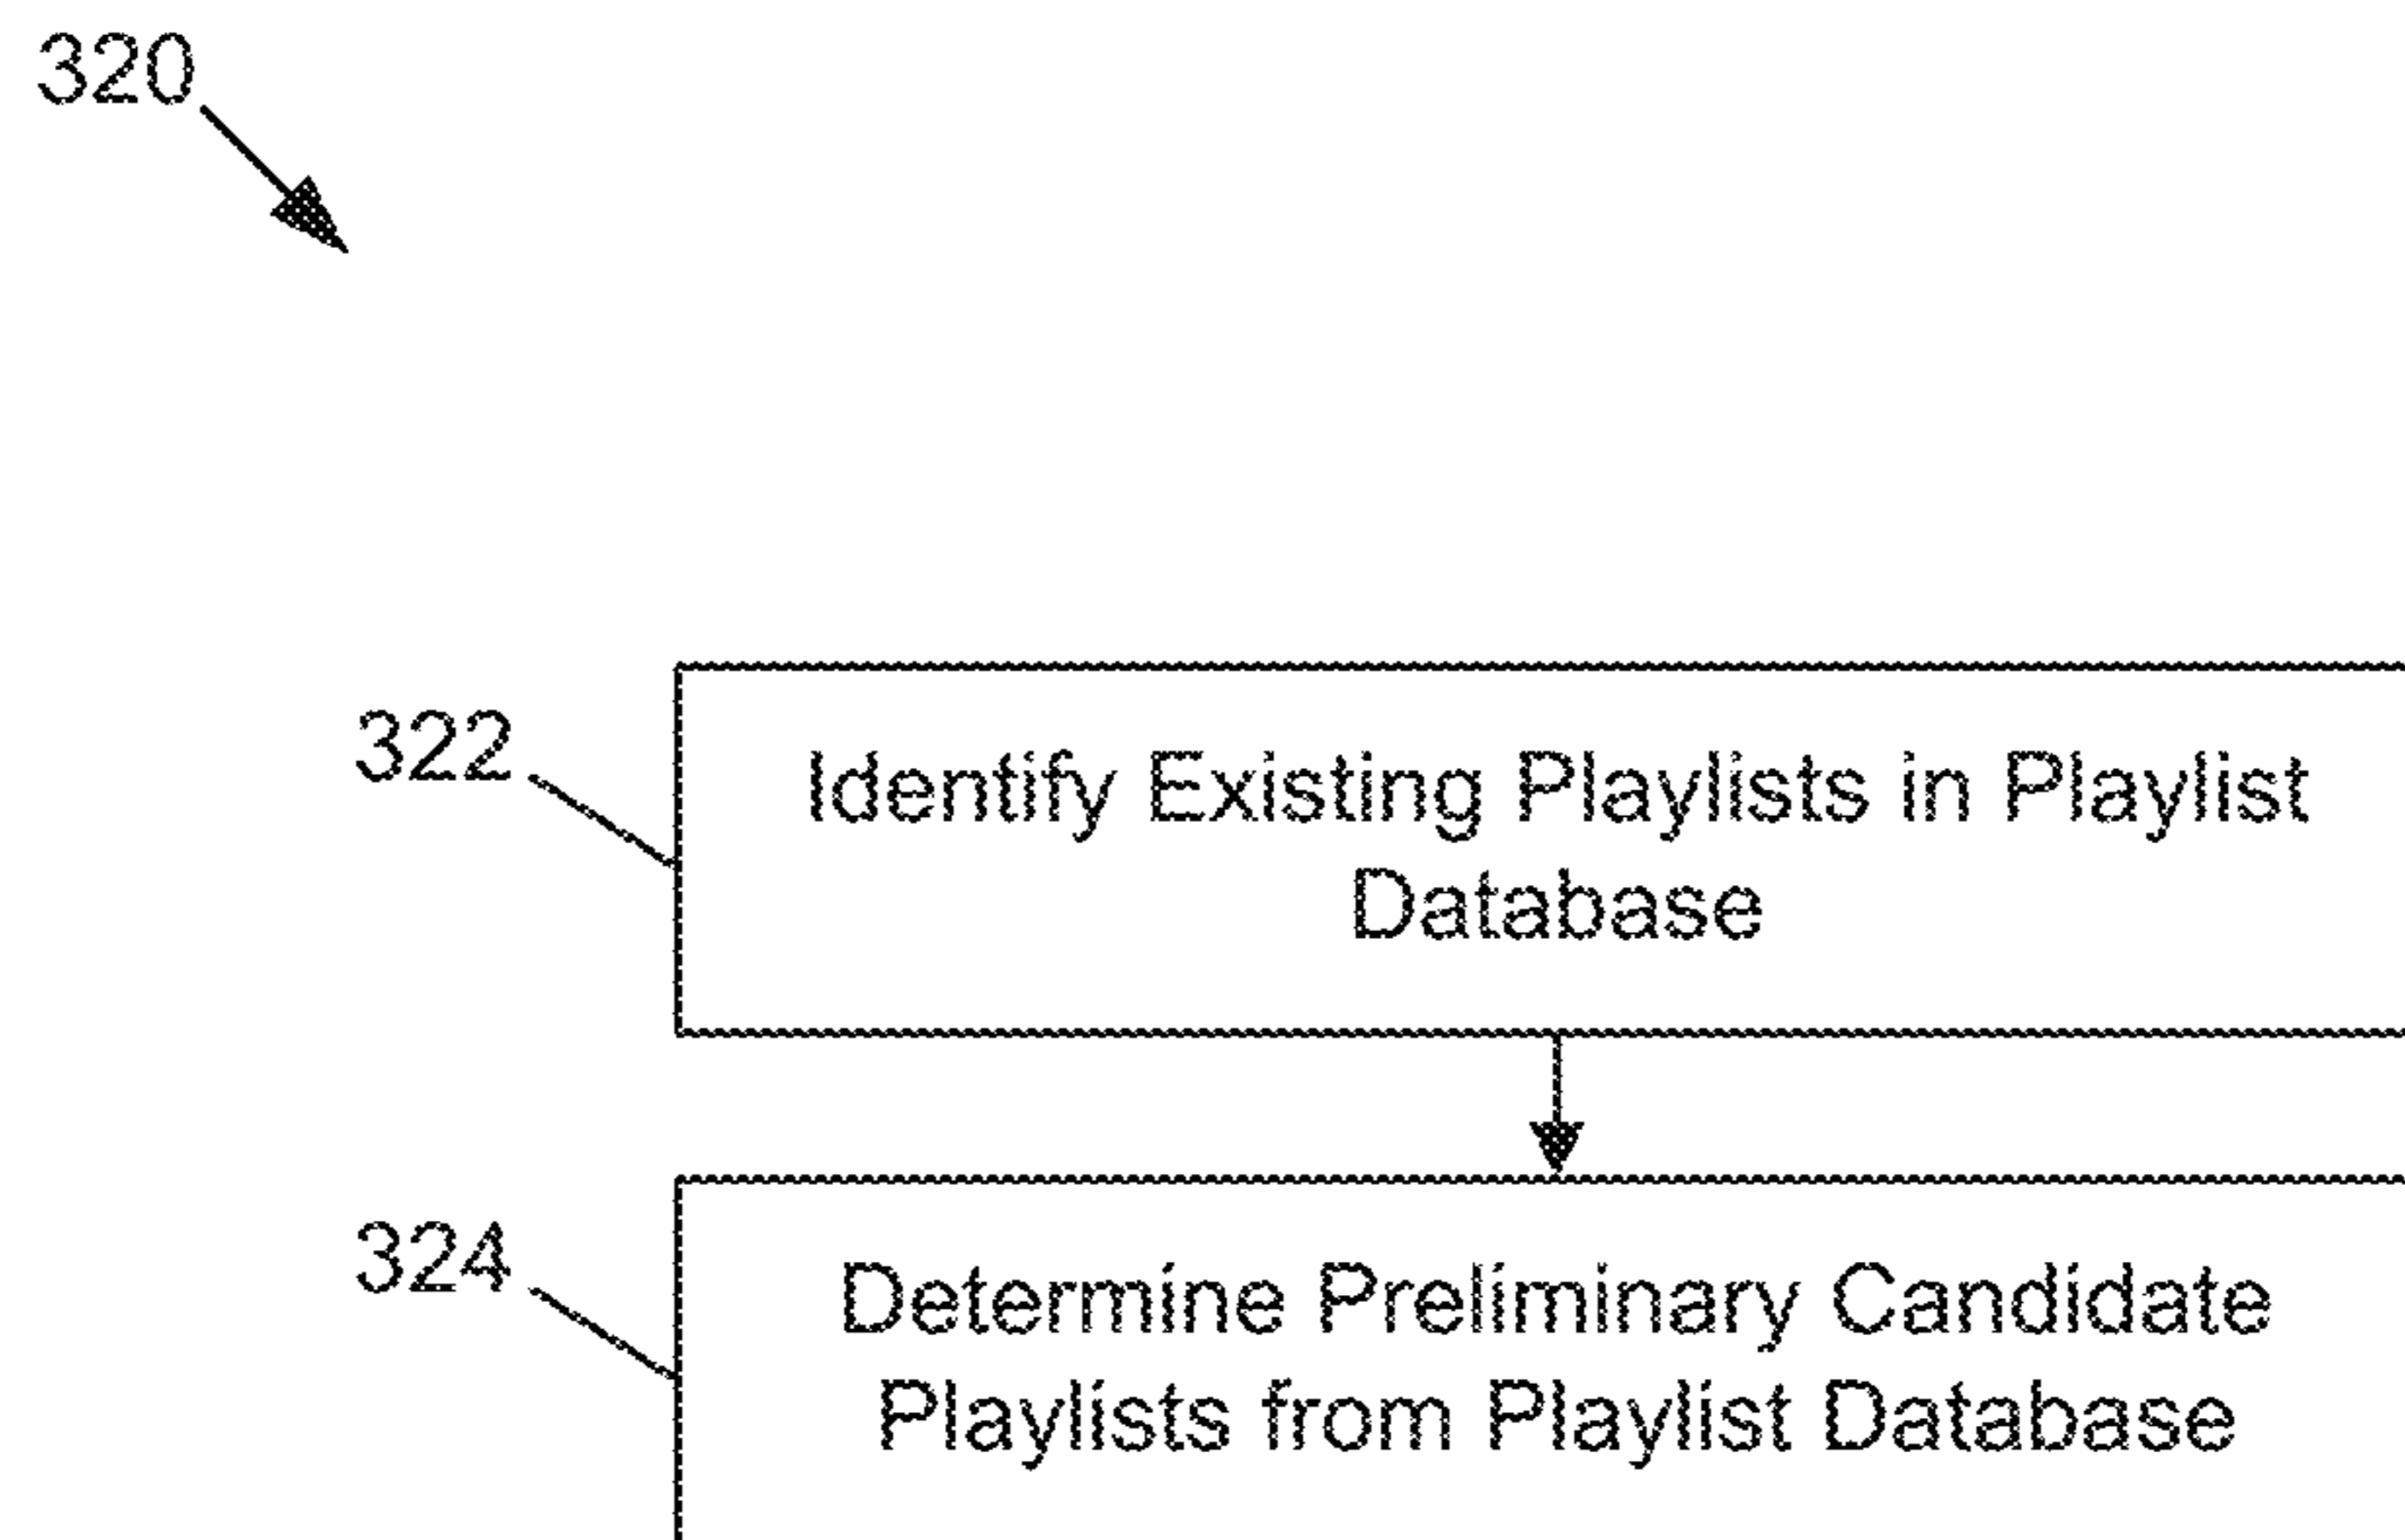 320
322
Identify Existing Playlists in Playlist
Database
324
Determine Preliminary Candidate
Playlists from Playlist Database